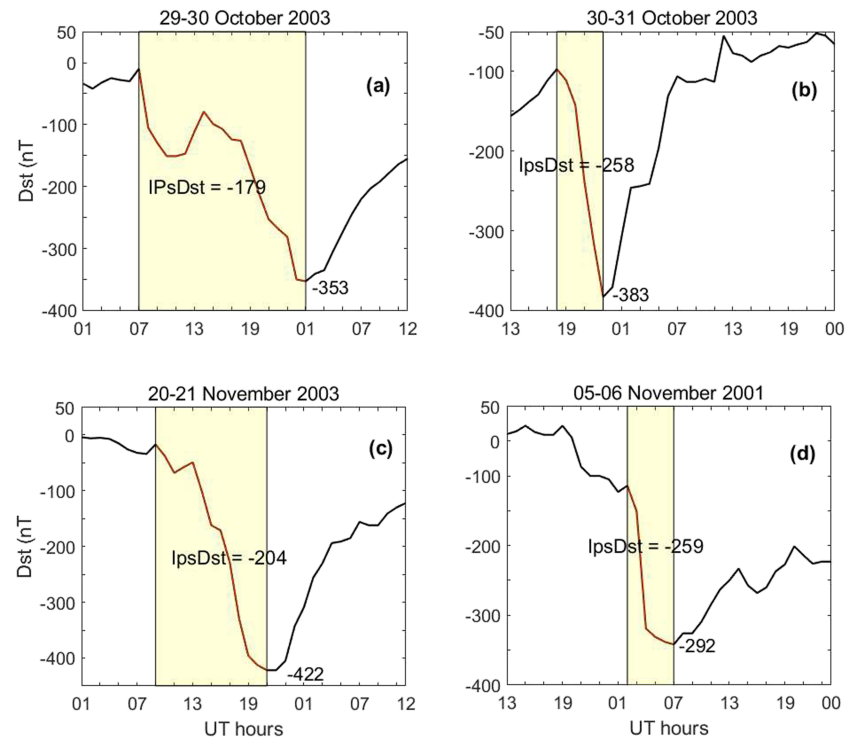 29-30 October 2003
50
0
-100
-200
-300
-400
Dst (nT
(a)
IPsDst = -179
-353
01 07 13 19 01 07 12
30-31 October 2003
-50
-100
-200
-300
-400
(b)
IpsDst = -258
-383
13 19 01 07 13 19 00
20-21 November 2003
50
0
-100
-200
-300
-400
Dst (nT
(c)
IpsDst = -204
-422
01 07 13 19 01 07 12
UT hours
05-06 November 2001
50
0
-100
-200
-300
-400
(d)
IpsDst = -259
-292
13 19 01 07 13 19 00
UT hours